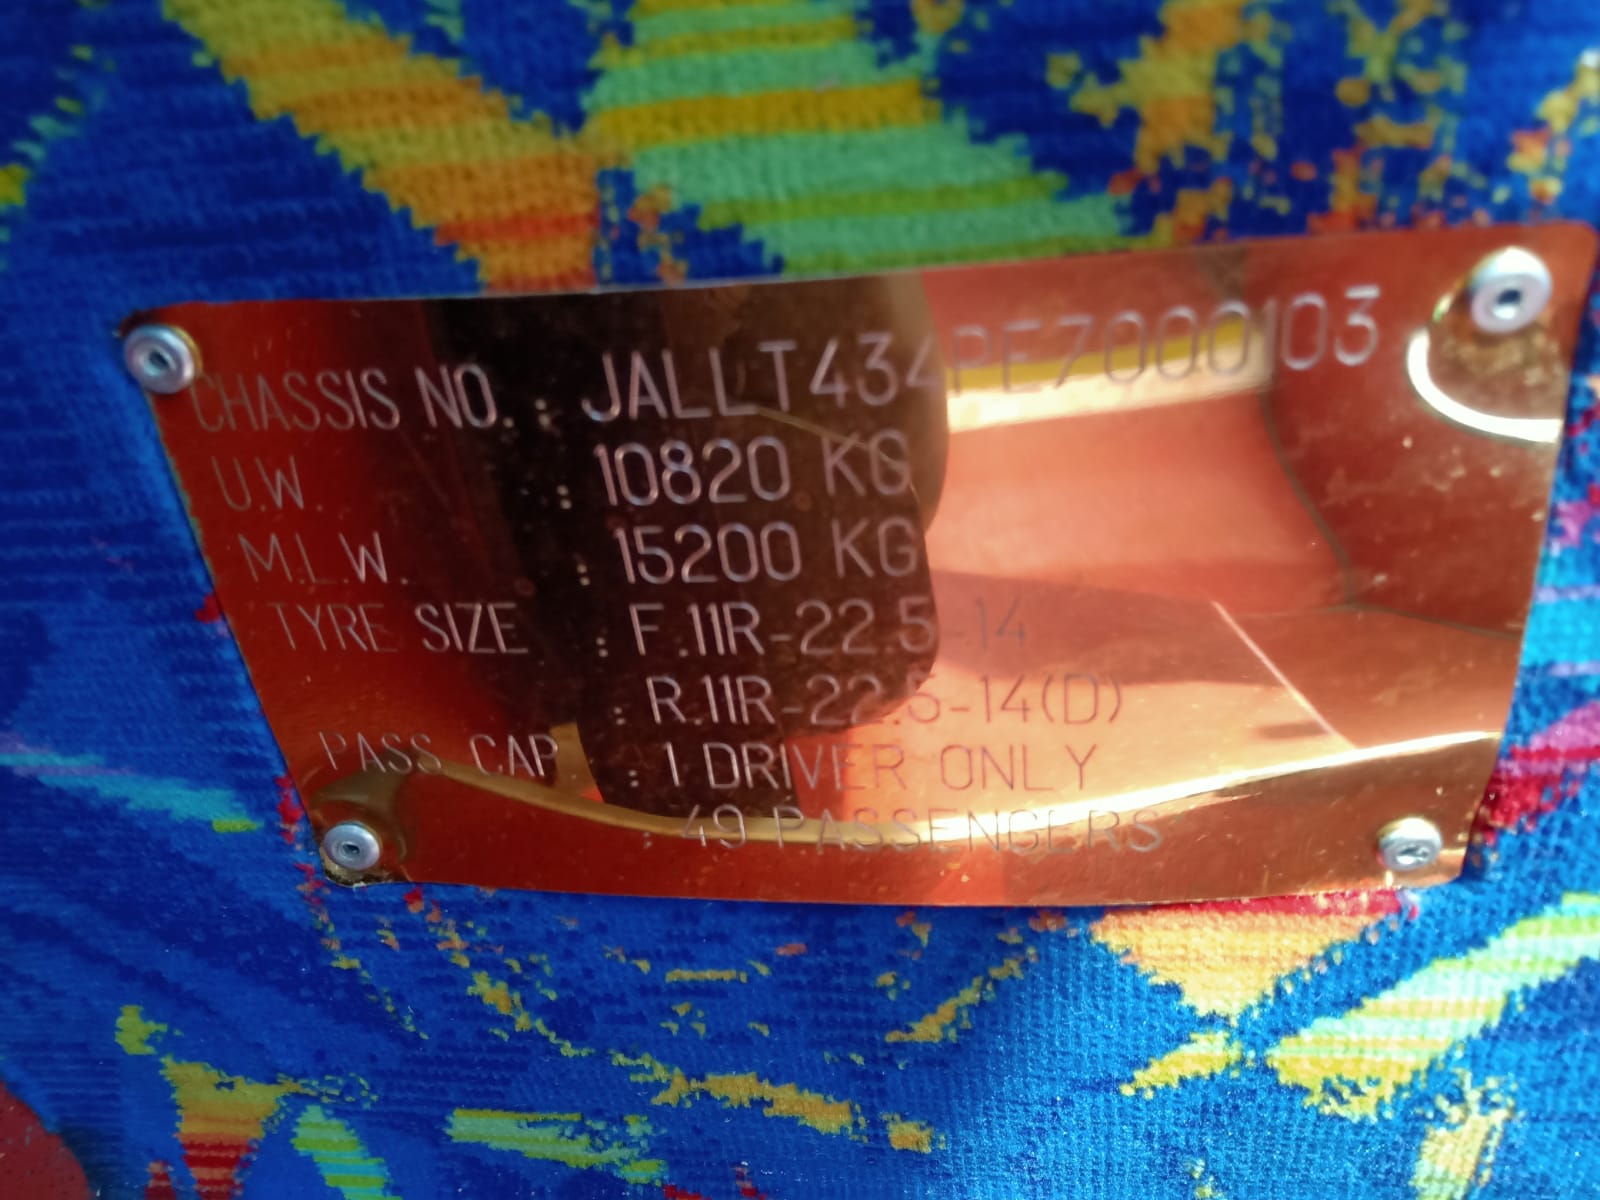 CHASSIS NO. : JALLT434PE7000103
U.W. : 10820 KG
M.L.W. : 15200 KG
TYRE SIZE : F.11R-22.5-14
: R.11R-22.5-14(D)
PASS. CAP. : 1 DRIVER ONLY
: 49 PASSENGERS